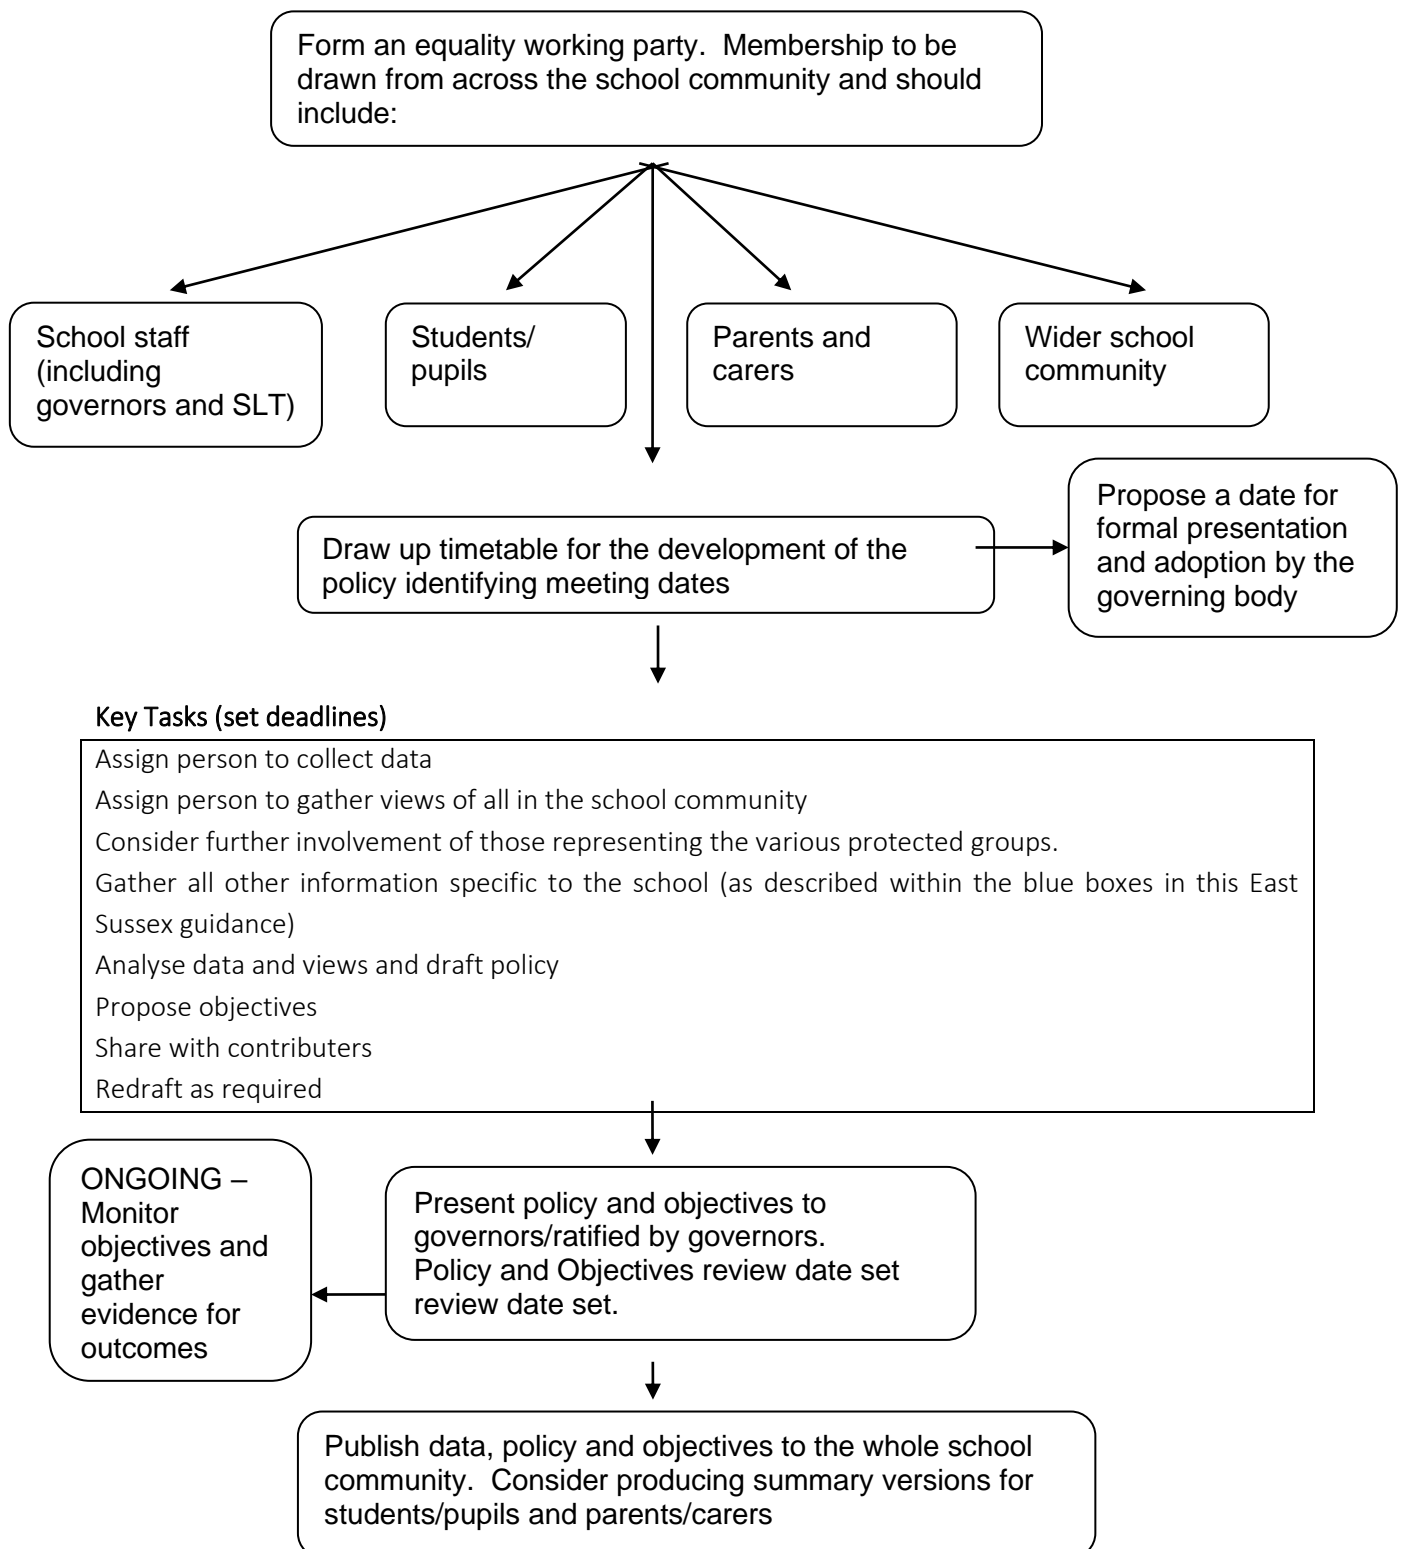 Form an equality working party.  Membership to be
drawn from across the school community and should
include:
School staff
(including
governors and SLT)
Students/
pupils
Parents and
carers
Wider school
community
Propose a date for
formal presentation
and adoption by the
governing body
Draw up timetable for the development of the
policy identifying meeting dates
Key Tasks (set deadlines)
Assign person to collect data
Assign person to gather views of all in the school community
Consider further involvement of those representing the various protected groups.
Gather all other information specific to the school (as described within the blue boxes in this East
Sussex guidance)
Analyse data and views and draft policy
Propose objectives
Share with contributers
Redraft as required
ONGOING –
Monitor
objectives and
gather
evidence for
outcomes
Present policy and objectives to
governors/ratified by governors.
Policy and Objectives review date set
review date set.
Publish data, policy and objectives to the whole school
community.  Consider producing summary versions for
students/pupils and parents/carers